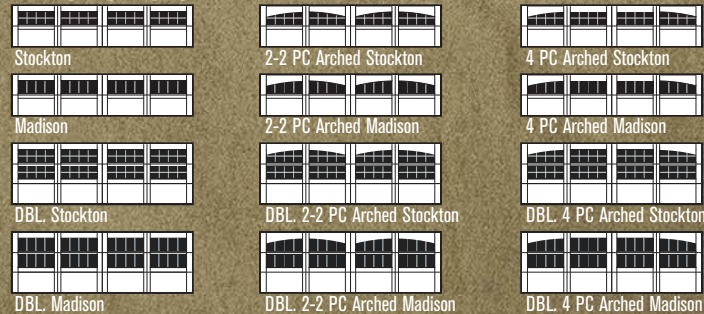 Stockton
2-2 PC Arched Stockton
4 PC Arched Stockton
Madison
2-2 PC Arched Madison
4 PC Arched Madison
DBL. Stockton
DBL. 2-2 PC Arched Stockton
DBL. 4 PC Arched Stockton
DBL. Madison
DBL. 2-2 PC Arched Madison
DBL. 4 PC Arched Madison